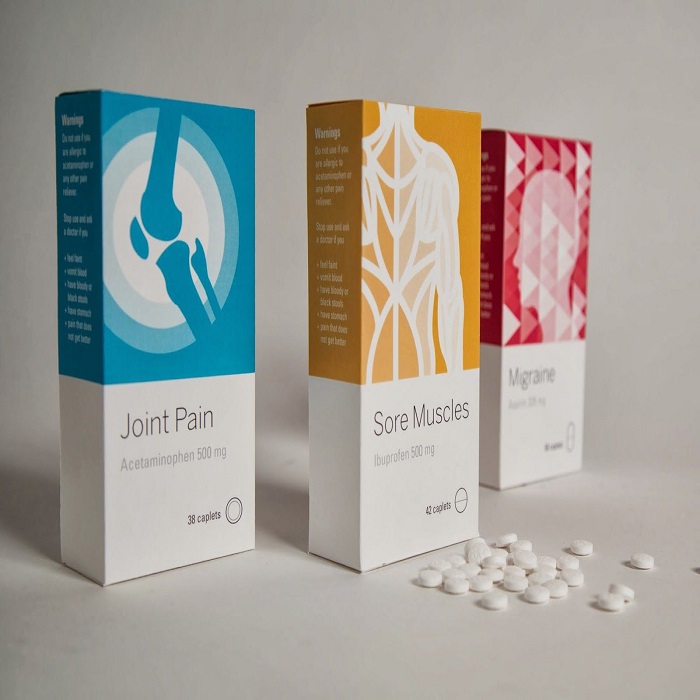 Warnings
Do not use if you
are allergic to
acetaminophen or
any other pain
reliever.
Stop use and ask
a doctor if you
• feel faint
• vomit blood
• have bloody or
black stools
• have stomach
• pain that does
not get better
Joint Pain
Acetaminophen 500 mg
38 caplets
Warnings
Do not use if you
are allergic to
acetaminophen or
any other pain
reliever.
Stop use and ask
a doctor if you
• feel faint
• vomit blood
• have bloody or
black stools
• have stomach
• pain that does
not get better
Sore Muscles
Ibuprofen 500 mg
42 caplets
Migraine
Aspirin
caplets